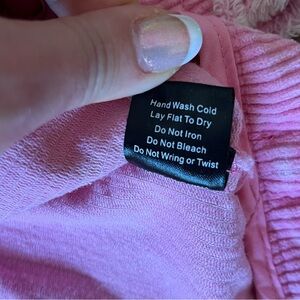 Hand Wash Cold
Lay Flat To Dry
Do Not Iron
Do Not Bleach
Do Not Wring or Twist